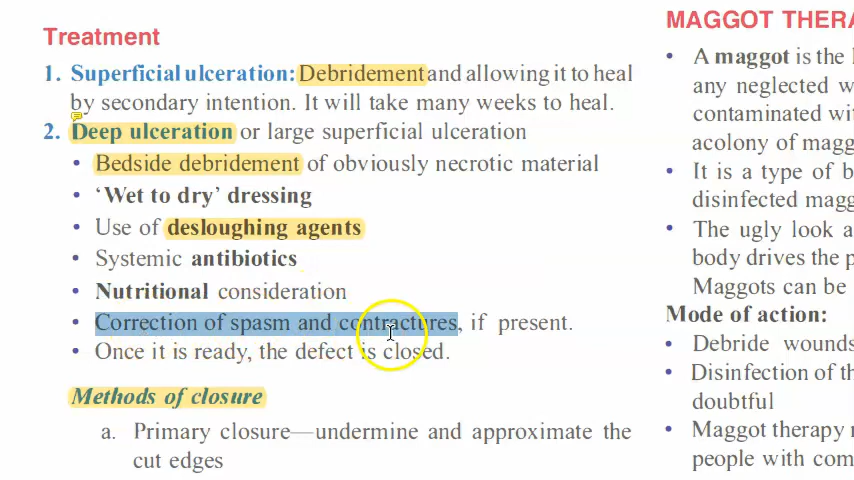 Treatment
1. Superficial ulceration: Debridement and allowing it to heal
by secondary intention. It will take many weeks to heal.
2. Deep ulceration or large superficial ulceration
• Bedside debridement of obviously necrotic material
• ‘Wet to dry’ dressing
• Use of desloughing agents
• Systemic antibiotics
• Nutritional consideration
• Correction of spasm and contractures, if present.
• Once it is ready, the defect is closed.
Methods of closure
a. Primary closure—undermine and approximate the
cut edges
MAGGOT THERA
• A maggot is the
any neglected w
contaminated wi
acolony of magg
• It is a type of b
disinfected magg
• The ugly look a
body drives the p
Maggots can be
Mode of action:
• Debride wounds
• Disinfection of th
doubtful
• Maggot therapy
people with com